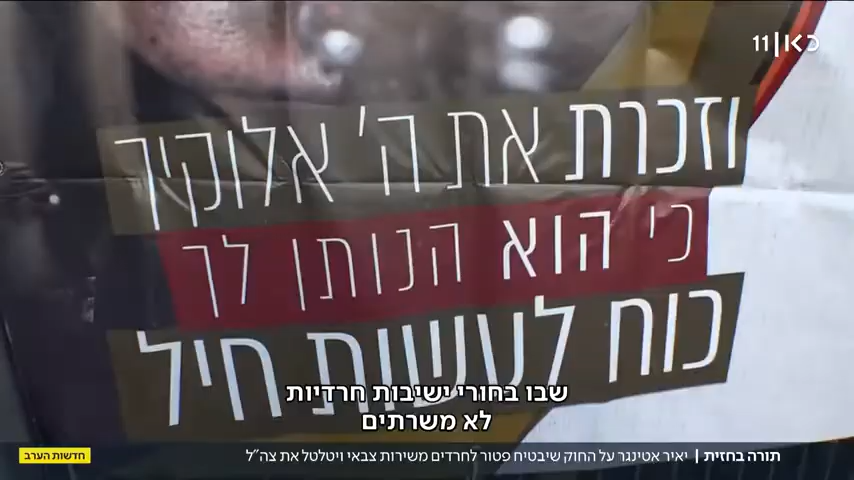 כאן|11
וזכרת את ה' אלוקיך
כי הוא הנותן לך
כוח לעשות חיל
שבו בחורי ישיבות חרדיות
לא משרתים
תורה בחזית | יאיר אטינגר על החוק שיבטיח פטור לחרדים משירות צבאי ויטלטל את צה"ל
חדשות הערב